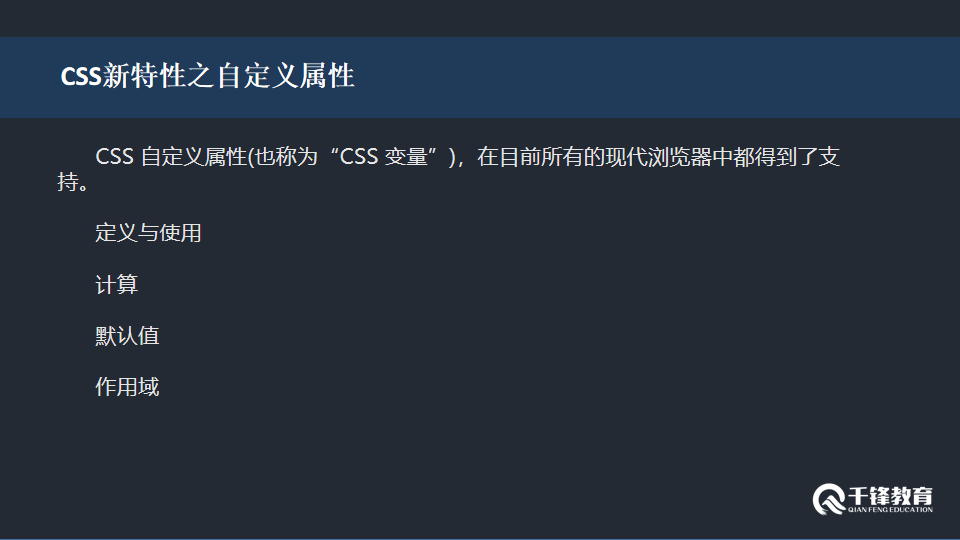 CSS新特性之自定义属性
CSS 自定义属性(也称为“CSS 变量”)，在目前所有的现代浏览器中都得到了支
持。
定义与使用
计算
默认值
作用域
千锋教育
QIAN FENG EDUCATION